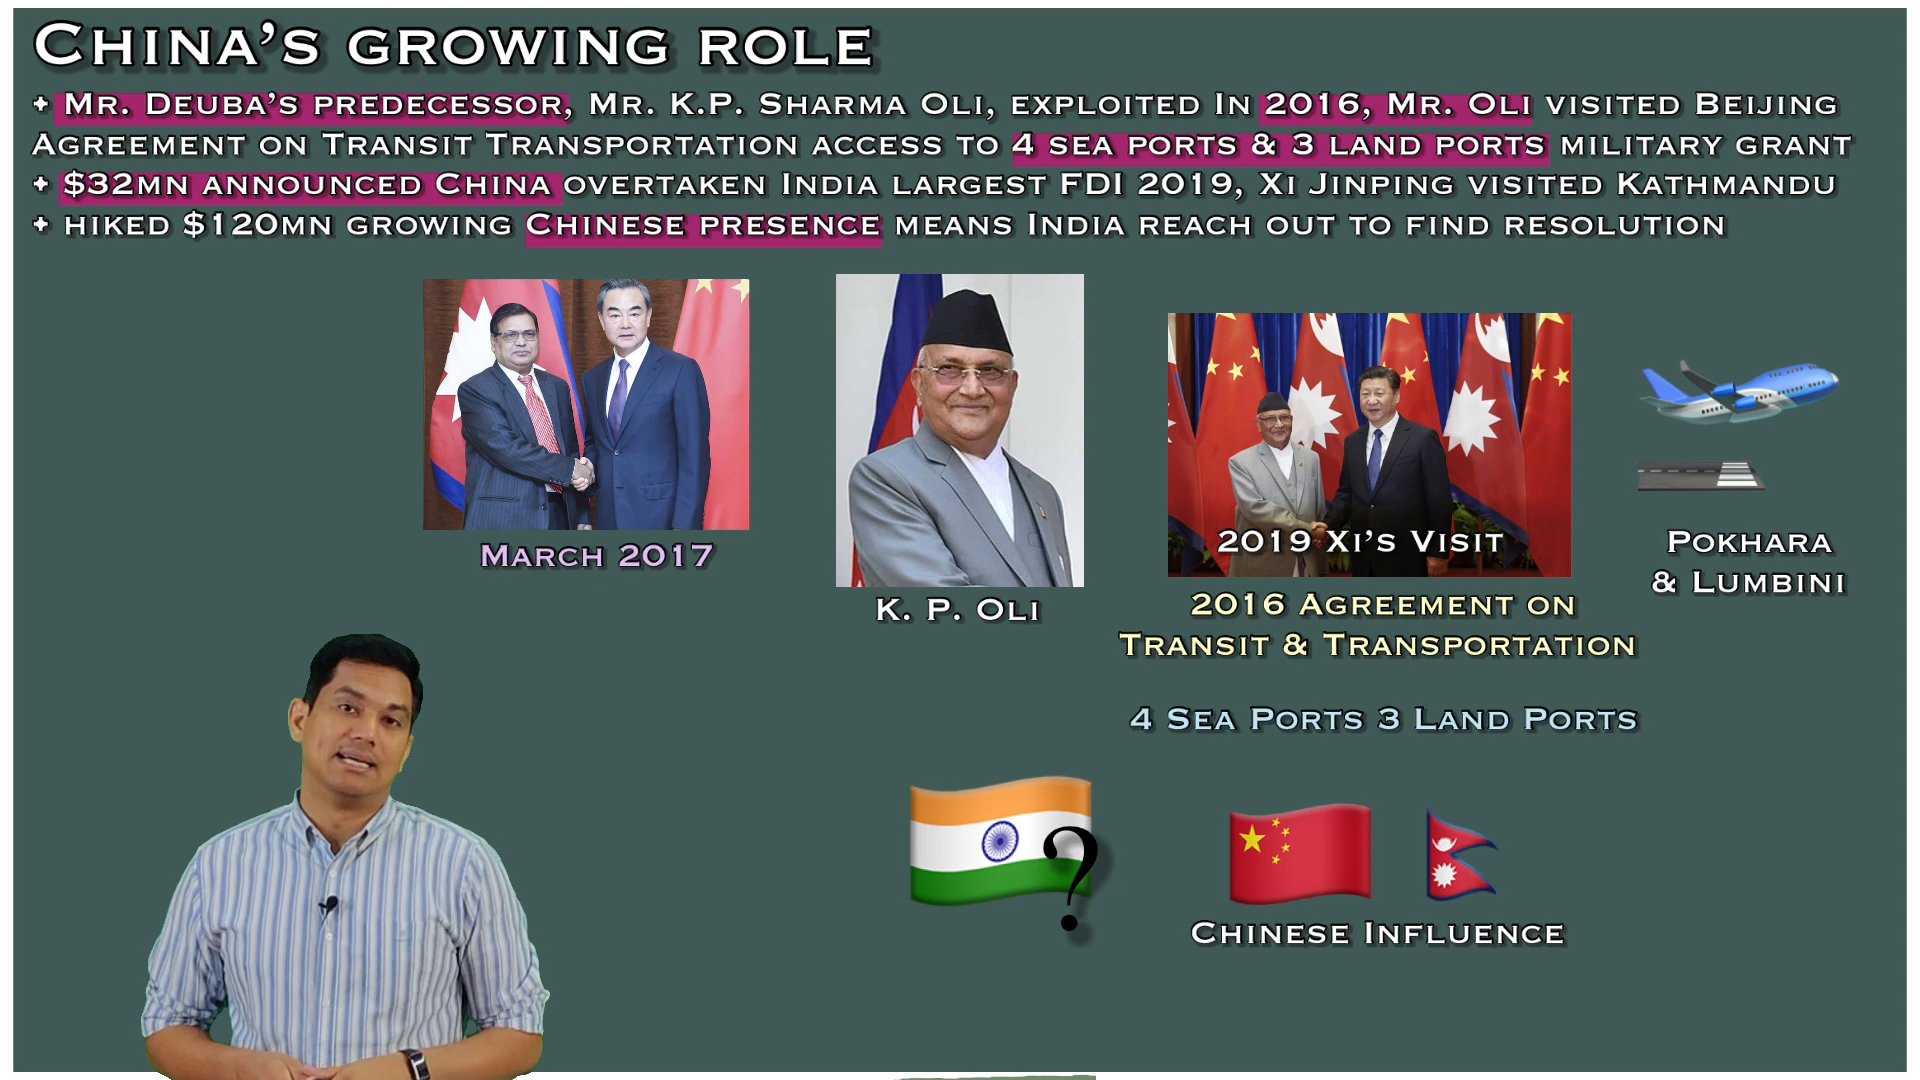 China's growing role
+ Mr. Deuba's predecessor, Mr. K.P. Sharma Oli, exploited In 2016, Mr. Oli visited Beijing
Agreement on Transit Transportation access to 4 sea ports & 3 land ports military grant
+ $32mn announced China overtaken India largest FDI 2019, Xi Jinping visited Kathmandu
+ hiked $120mn growing Chinese presence means India reach out to find resolution
March 2017
K. P. Oli
2019 Xi's Visit
2016 Agreement on
Transit & Transportation
Pokhara
& Lumbini
4 Sea Ports 3 Land Ports
?
Chinese Influence